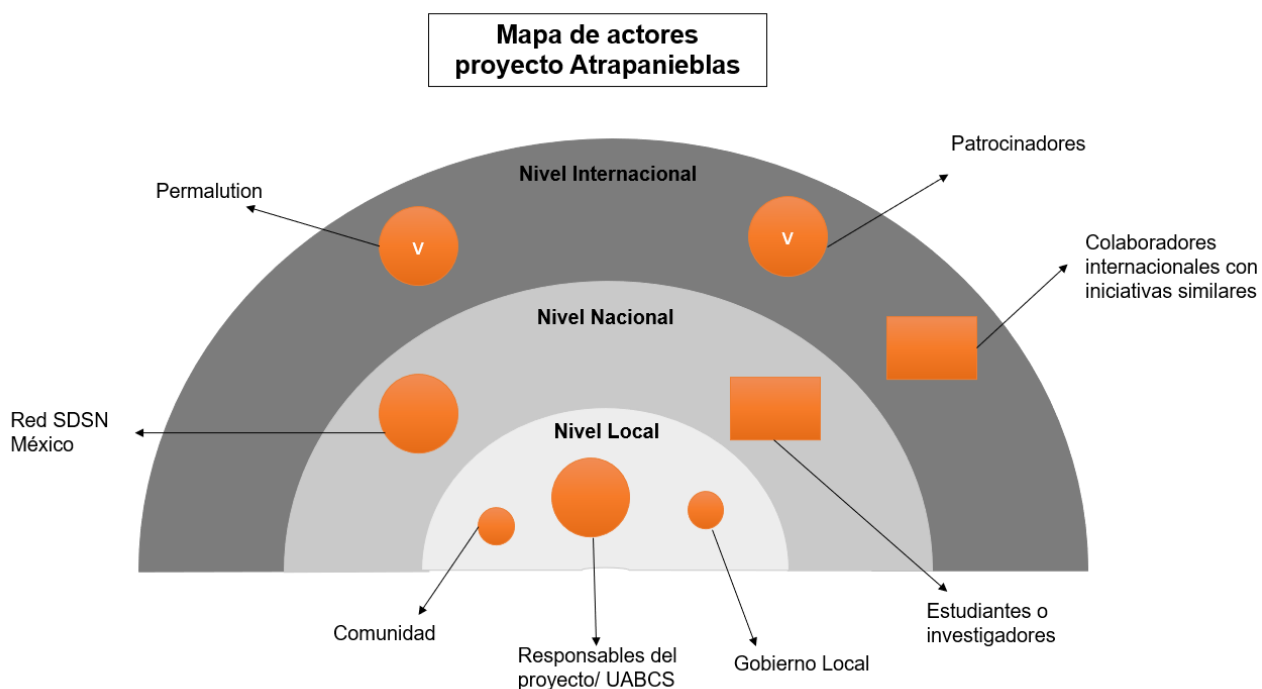 Mapa de actores
proyecto Atrapanieblas
Patrocinadores
Nivel Internacional
Permalution
V
V
Colaboradores
internacionales con
iniciativas similares
Nivel Nacional
Red SDSN
México
Nivel Local
Estudiantes o
investigadores
Comunidad
Responsables del
proyecto/ UABCS
Gobierno Local